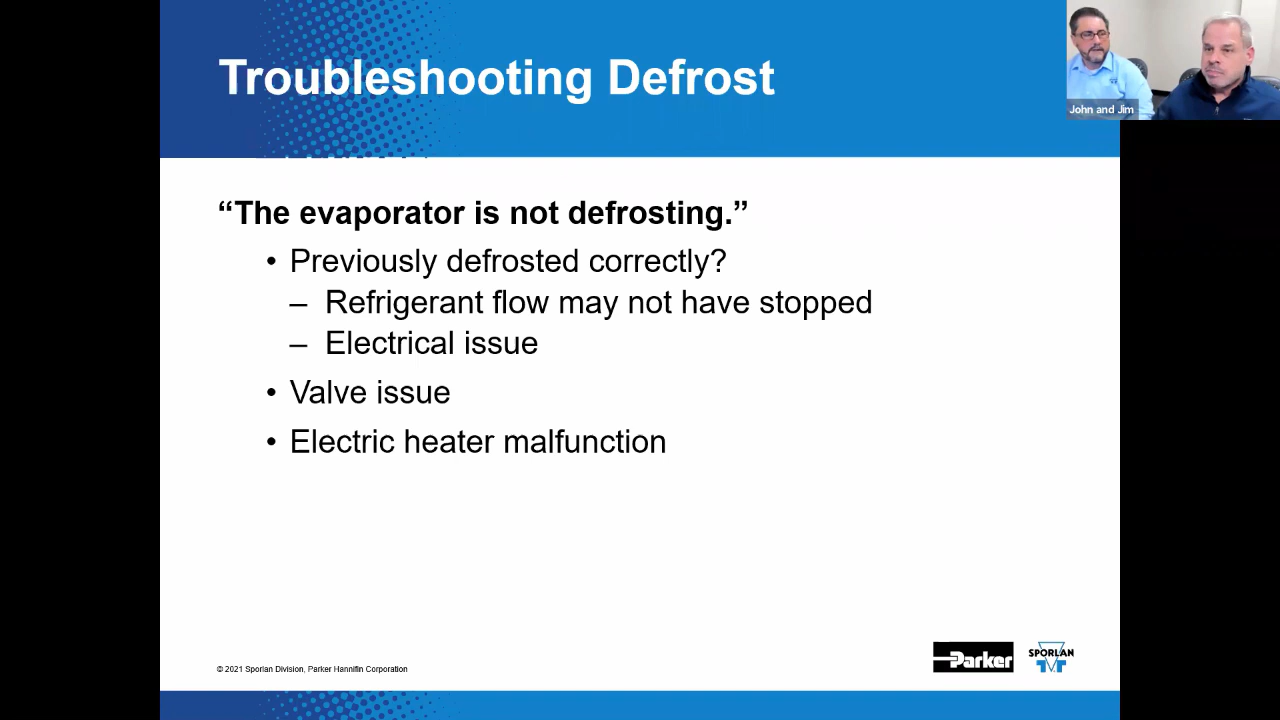 Troubleshooting Defrost
John and Jim
“The evaporator is not defrosting.”
• Previously defrosted correctly?
– Refrigerant flow may not have stopped
– Electrical issue
• Valve issue
• Electric heater malfunction
© 2021 Sporlan Division, Parker Hannifin Corporation
Parker
SPORLAN